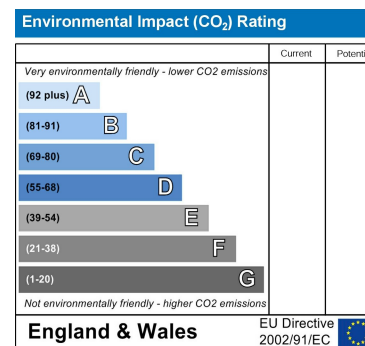 Environmental Impact (CO₂) Rating
Current Potenti
Very environmentally friendly - lower CO2 emissions
(92 plus) A
(81-91) B
(69-80) C
(55-68) D
(39-54) E
(21-38) F
(1-20) G
Not environmentally friendly - higher CO2 emissions
England & Wales
EU Directive
2002/91/EC